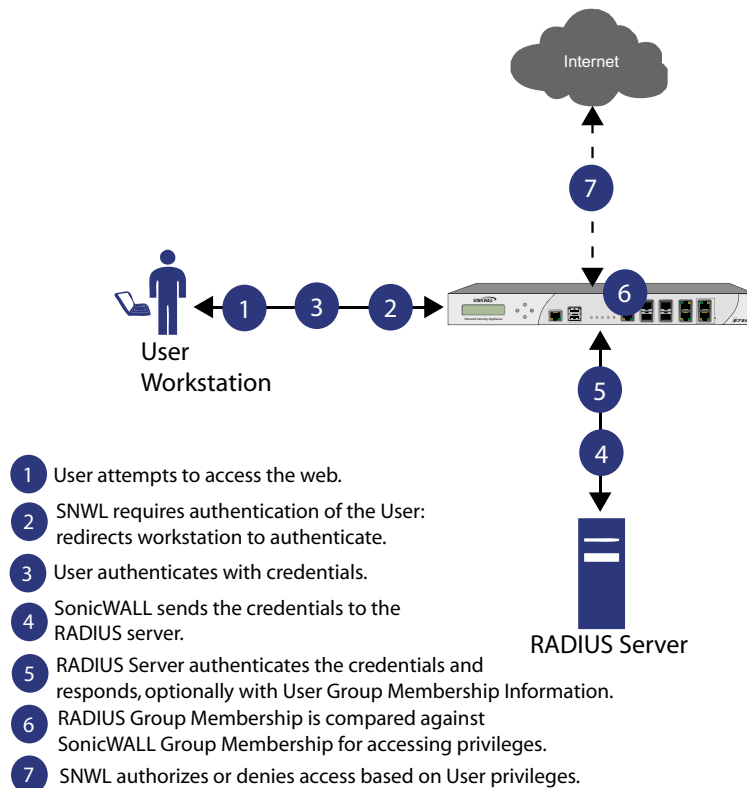 Internet
7
6
SONICWALL
Network Security Appliance
1
3
2
User
Workstation
5
4
RADIUS Server
1 User attempts to access the web.
2 SNWL requires authentication of the User:
redirects workstation to authenticate.
3 User authenticates with credentials.
4 SonicWALL sends the credentials to the
RADIUS server.
5 RADIUS Server authenticates the credentials and
responds, optionally with User Group Membership Information.
6 RADIUS Group Membership is compared against
SonicWALL Group Membership for accessing privileges.
7 SNWL authorizes or denies access based on User privileges.